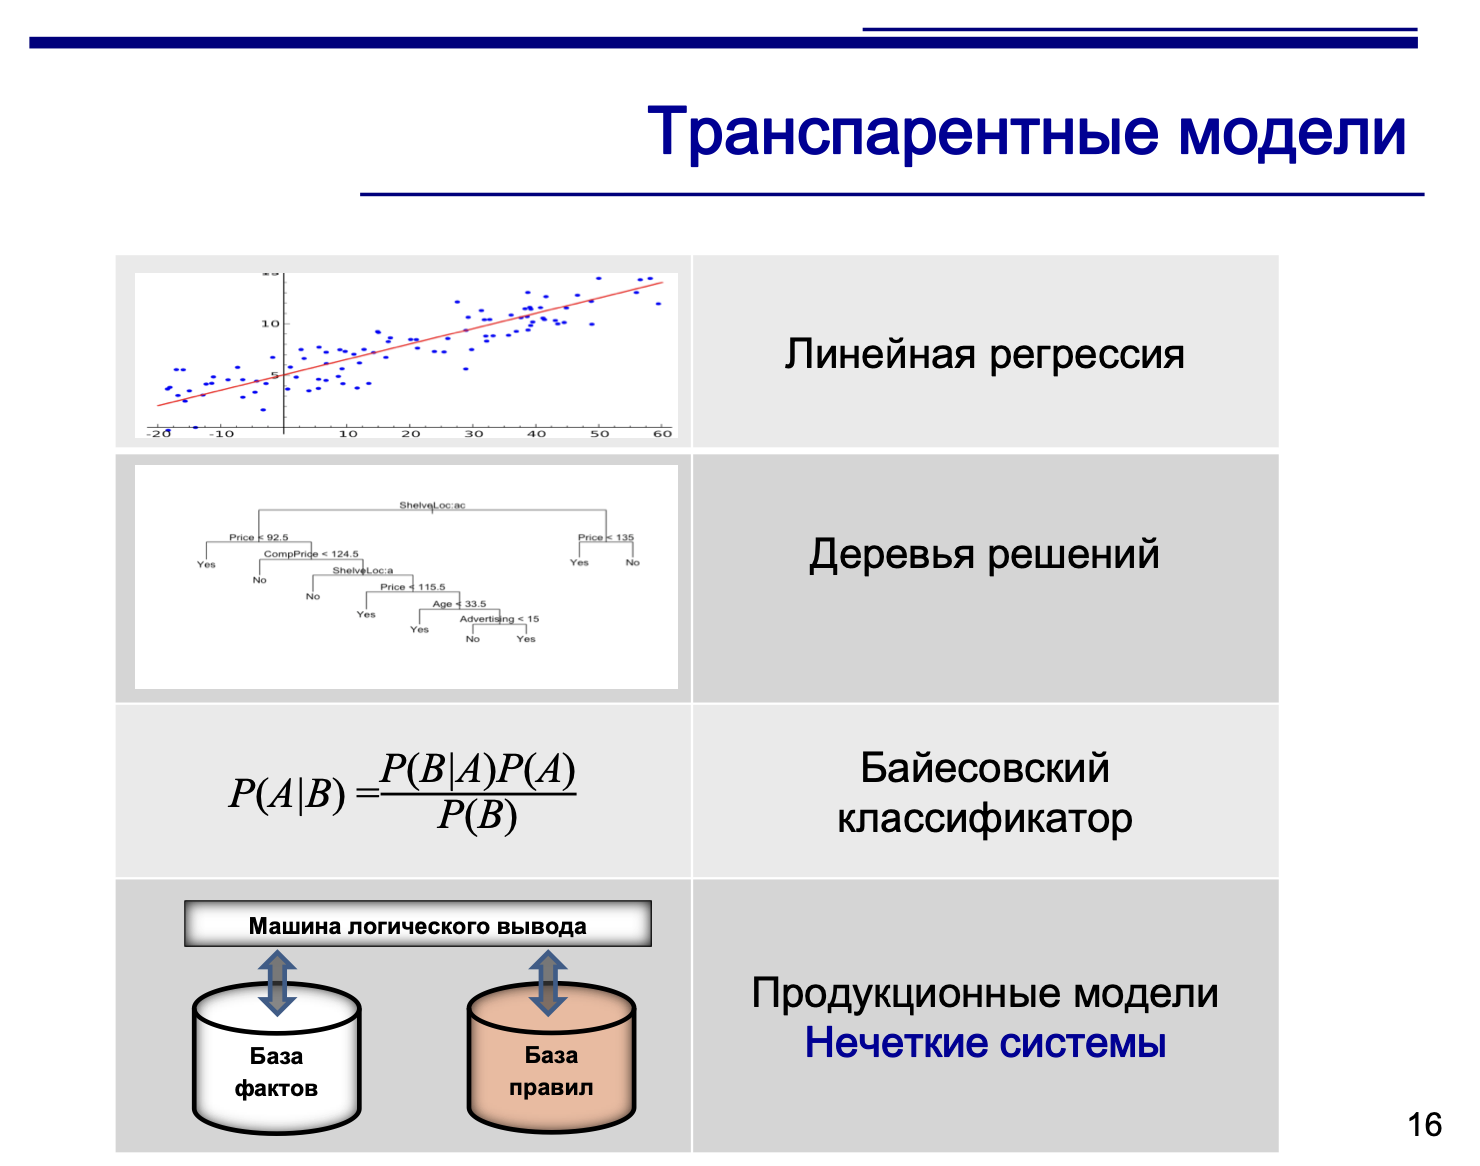 Транспарентные модели
15
10
5
-20 -10 10 20 30 40 50 60
Линейная регрессия
ShelveLoc:ac
Price < 92.5
Price < 135
Yes
CompPrice < 124.5
Yes
No
No
ShelveLoc:a
No
Price < 115.5
Yes
Age < 33.5
Yes
Advertising < 15
No
Yes
Деревья решений
P(A|B) = P(B|A)P(A)
P(B)
Байесовский
классификатор
Машина логического вывода
База
фактов
База
правил
Продукционные модели
Нечеткие системы
16